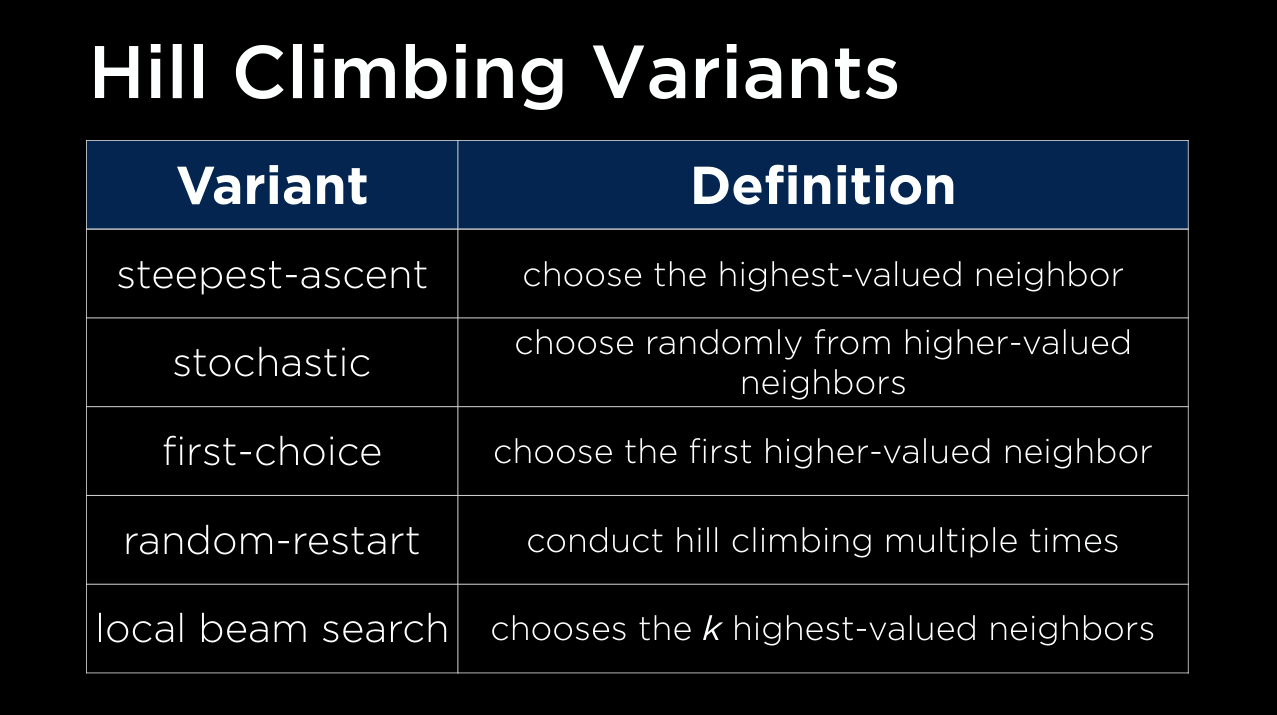 Hill Climbing Variants
Variant
Definition
steepest-ascent
choose the highest-valued neighbor
stochastic
choose randomly from higher-valued
neighbors
first-choice
choose the first higher-valued neighbor
random-restart
conduct hill climbing multiple times
local beam search
chooses the k highest-valued neighbors